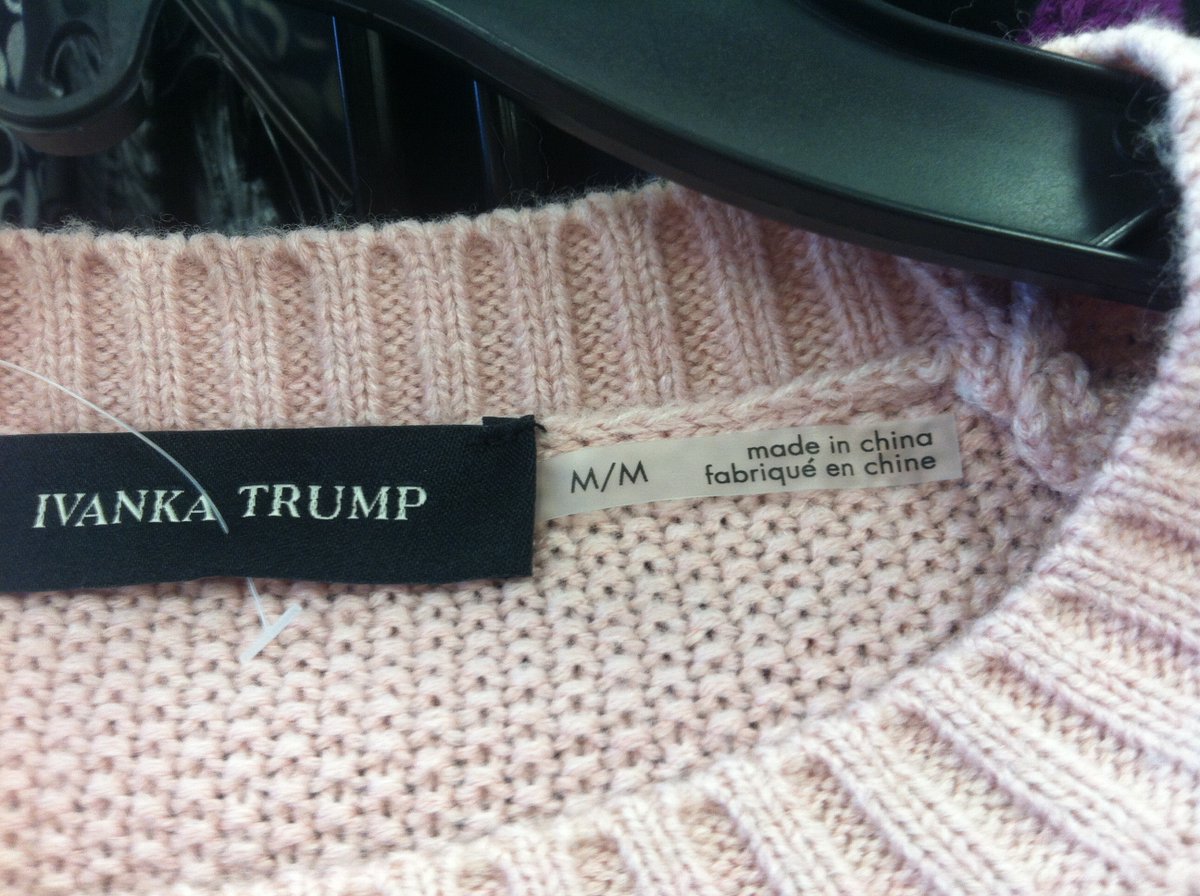 IVANKA TRUMP
M/M
made in china
fabriqué en chine